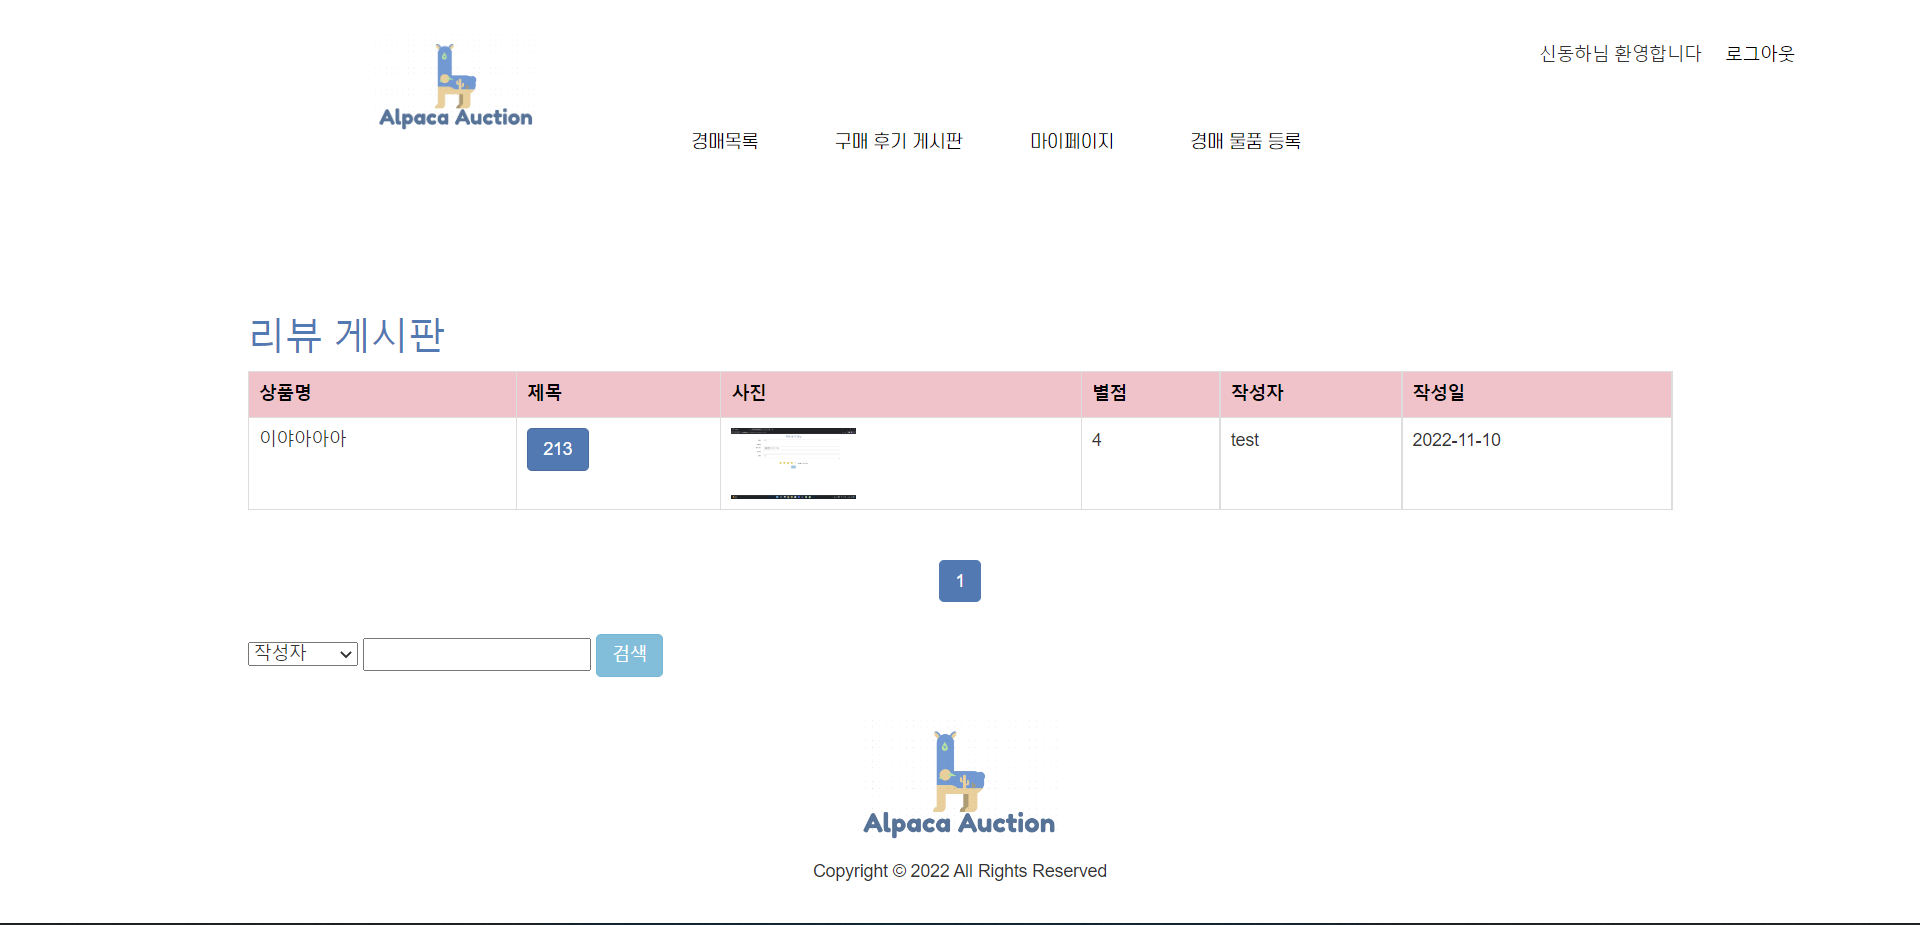 신동하님 환영합니다 로그아웃
Alpaca Auction
경매목록 구매 후기 게시판 마이페이지 경매 물품 등록
리뷰 게시판
상품명 제목 사진 별점 작성자 작성일
이야아아아 213 4 test 2022-11-10
1
작성자 검색
Alpaca Auction
Copyright © 2022 All Rights Reserved